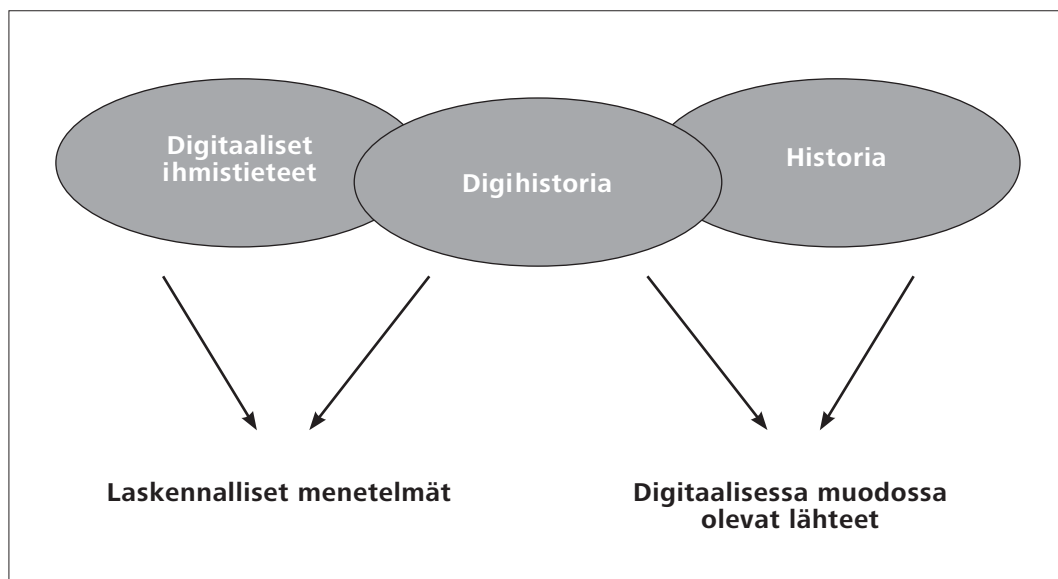 Digitaaliset
ihmistieteet
Digihistoria
Historia
Laskennalliset menetelmät
Digitaalisessa muodossa
olevat lähteet